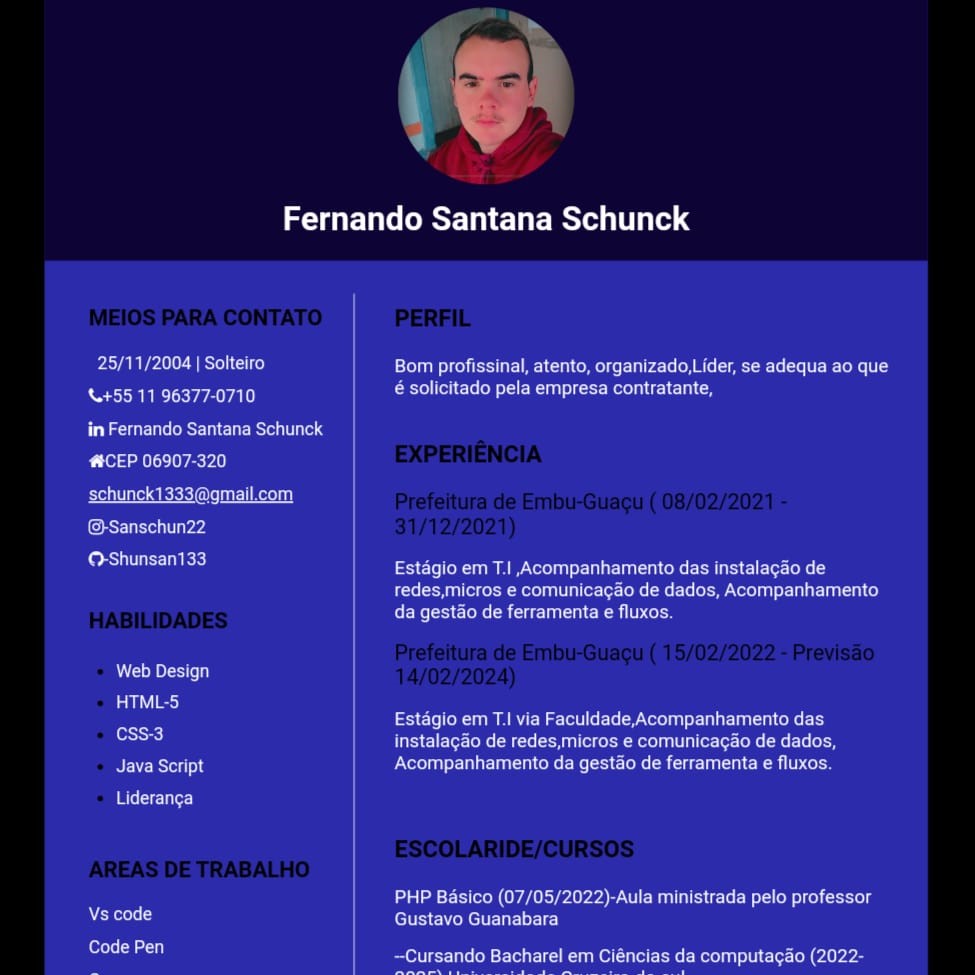 Fernando Santana Schunck
MEIOS PARA CONTATO
25/11/2004 | Solteiro
+55 11 96377-0710
in Fernando Santana Schunck
CEP 06907-320
schunck1333@gmail.com
-Sanschun22
-Shunsan133
HABILIDADES
Web Design
HTML-5
CSS-3
Java Script
Liderança
AREAS DE TRABALHO
Vs code
Code Pen
PERFIL
Bom profissinal, atento, organizado,Líder, se adequa ao que
é solicitado pela empresa contratante,
EXPERIÊNCIA
Prefeitura de Embu-Guaçu ( 08/02/2021 -
31/12/2021)
Estágio em T.I ,Acompanhamento das instalação de
redes,micros e comunicação de dados, Acompanhamento
da gestão de ferramenta e fluxos.
Prefeitura de Embu-Guaçu ( 15/02/2022 - Previsão
14/02/2024)
Estágio em T.I via Faculdade,Acompanhamento das
instalação de redes,micros e comunicação de dados,
Acompanhamento da gestão de ferramenta e fluxos.
ESCOLARIDE/CURSOS
PHP Básico (07/05/2022)-Aula ministrada pelo professor
Gustavo Guanabara
--Cursando Bacharel em Ciências da computação (2022-